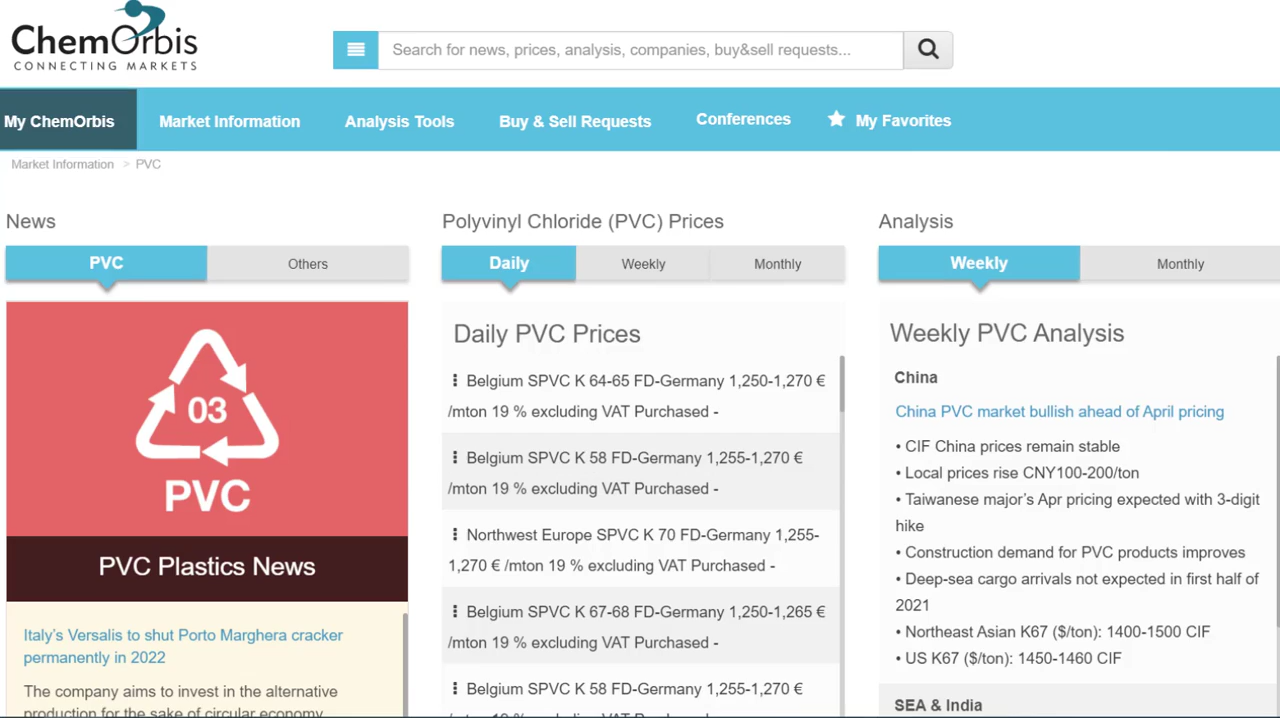 ChemOrbis
CONNECTING MARKETS
Search for news, prices, analysis, companies, buy&sell requests...
My ChemOrbis
Market Information
Analysis Tools
Buy & Sell Requests
Conferences
My Favorites
Market Information > PVC
News
PVC
Others
03
PVC
PVC Plastics News
Italy's Versalis to shut Porto Marghera cracker
permanently in 2022
The company aims to invest in the alternative
production for the sake of circular economy
Polyvinyl Chloride (PVC) Prices
Daily
Weekly
Monthly
Daily PVC Prices
Belgium SPVC K 64-65 FD-Germany 1,250-1,270 €
/mton 19 % excluding VAT Purchased -
Belgium SPVC K 58 FD-Germany 1,255-1,270 €
/mton 19 % excluding VAT Purchased -
Northwest Europe SPVC K 70 FD-Germany 1,255-
1,270 € /mton 19 % excluding VAT Purchased -
Belgium SPVC K 67-68 FD-Germany 1,250-1,265 €
/mton 19 % excluding VAT Purchased -
Belgium SPVC K 58 FD-Germany 1,255-1,270 €
Analysis
Weekly
Monthly
Weekly PVC Analysis
China
China PVC market bullish ahead of April pricing
• CIF China prices remain stable
• Local prices rise CNY100-200/ton
• Taiwanese major's Apr pricing expected with 3-digit
hike
• Construction demand for PVC products improves
• Deep-sea cargo arrivals not expected in first half of
2021
• Northeast Asian K67 ($/ton): 1400-1500 CIF
• US K67 ($/ton): 1450-1460 CIF
SEA & India